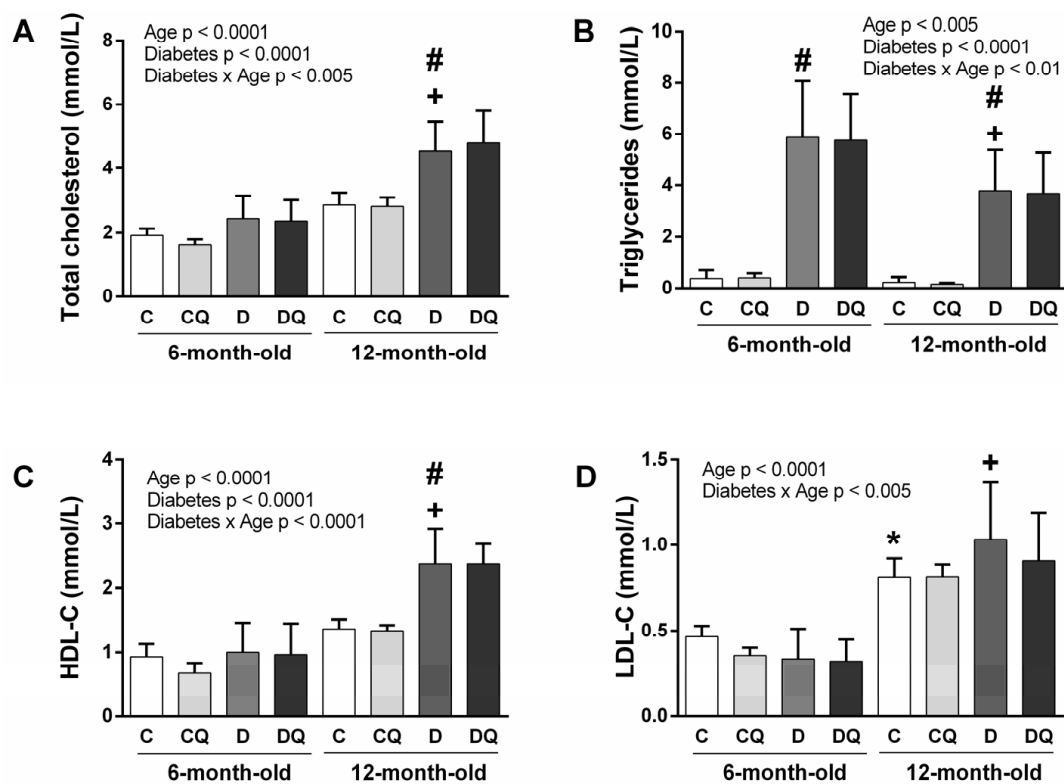 A
Age p < 0.0001
Diabetes p < 0.0001
Diabetes x Age p < 0.005
#
+
Total cholesterol (mmol/L)
8
6
4
2
0
C CQ D DQ C CQ D DQ
6-month-old 12-month-old
B
Age p < 0.005
Diabetes p < 0.0001
Diabetes x Age p < 0.01
#
#
+
Triglycerides (mmol/L)
10
8
6
4
2
0
C CQ D DQ C CQ D DQ
6-month-old 12-month-old
C
Age p < 0.0001
Diabetes p < 0.0001
Diabetes x Age p < 0.0001
#
+
HDL-C (mmol/L)
4
3
2
1
0
C CQ D DQ C CQ D DQ
6-month-old 12-month-old
D
Age p < 0.0001
Diabetes x Age p < 0.005
+
*
LDL-C (mmol/L)
1.5
1.0
0.5
0.0
C CQ D DQ C CQ D DQ
6-month-old 12-month-old